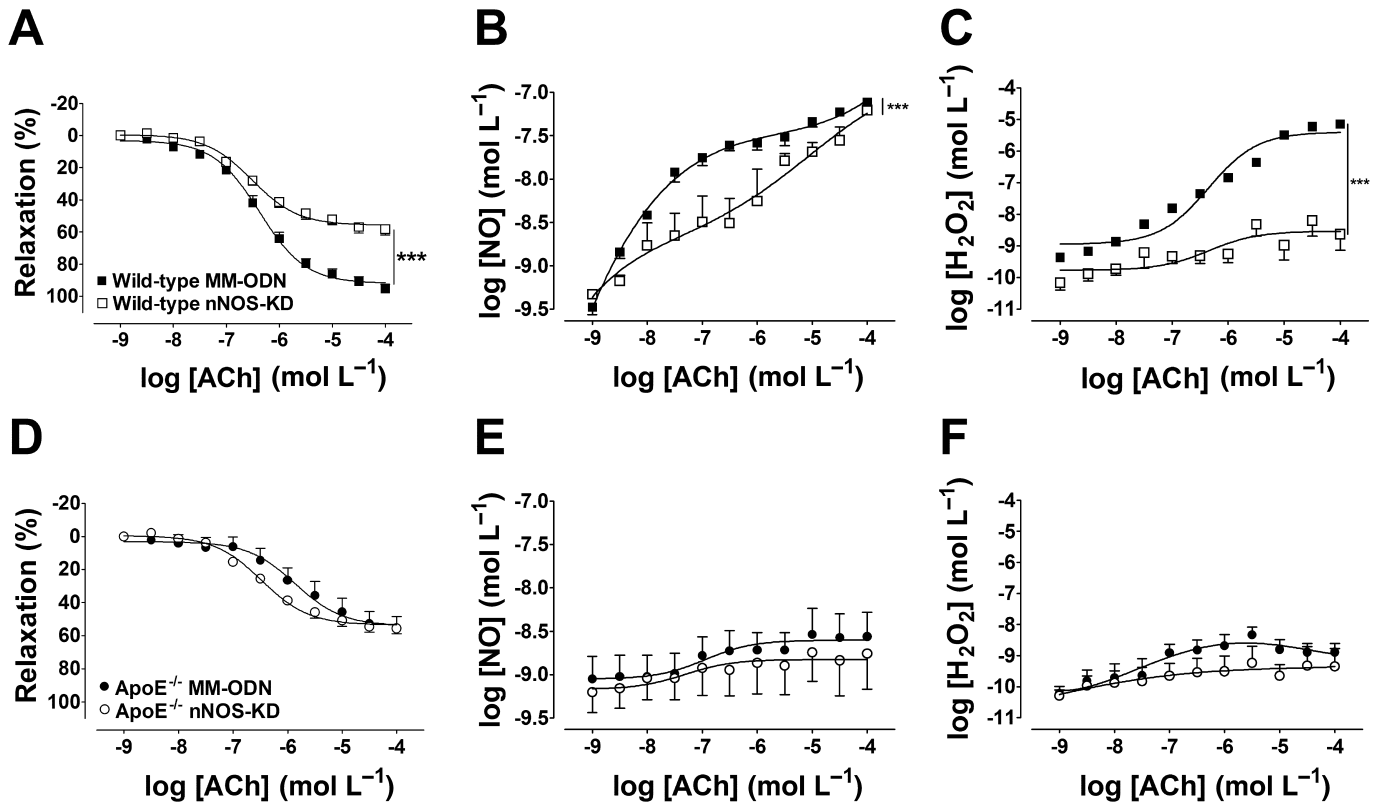 A
B
C
Relaxation (%)
-20
0
20
40
60
80
100
***
Wild-type MM-ODN
Wild-type nNOS-KD
-9 -8 -7 -6 -5 -4
log [ACh] (mol L⁻¹)
log [NO] (mol L⁻¹)
-7.0
-7.5
-8.0
-8.5
-9.0
-9.5
***
-9 -8 -7 -6 -5 -4
log [ACh] (mol L⁻¹)
log [H₂O₂] (mol L⁻¹)
-4
-5
-6
-7
-8
-9
-10
-11
***
-9 -8 -7 -6 -5 -4
log [ACh] (mol L⁻¹)
D
E
F
Relaxation (%)
-20
0
20
40
60
80
100
ApoE⁻/⁻ MM-ODN
ApoE⁻/⁻ nNOS-KD
-9 -8 -7 -6 -5 -4
log [ACh] (mol L⁻¹)
log [NO] (mol L⁻¹)
-7.0
-7.5
-8.0
-8.5
-9.0
-9.5
-9 -8 -7 -6 -5 -4
log [ACh] (mol L⁻¹)
log [H₂O₂] (mol L⁻¹)
-4
-5
-6
-7
-8
-9
-10
-11
-9 -8 -7 -6 -5 -4
log [ACh] (mol L⁻¹)